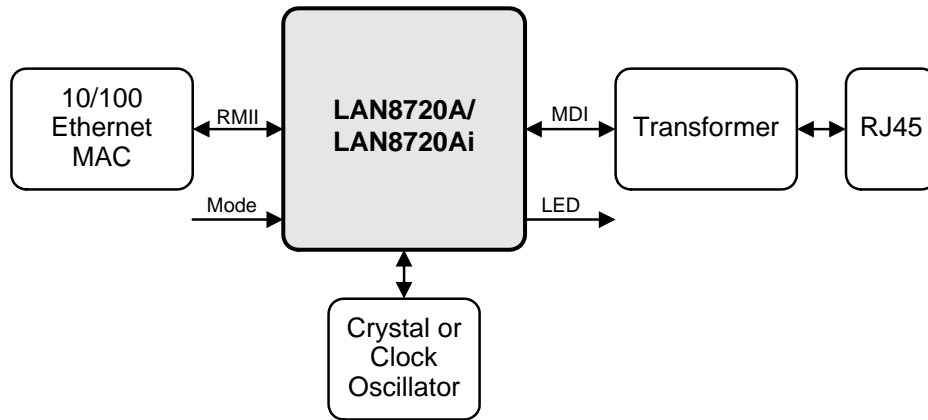 10/100
Ethernet
MAC
RMII
Mode
LAN8720A/
LAN8720Ai
MDI
LED
Transformer
RJ45
Crystal or
Clock
Oscillator